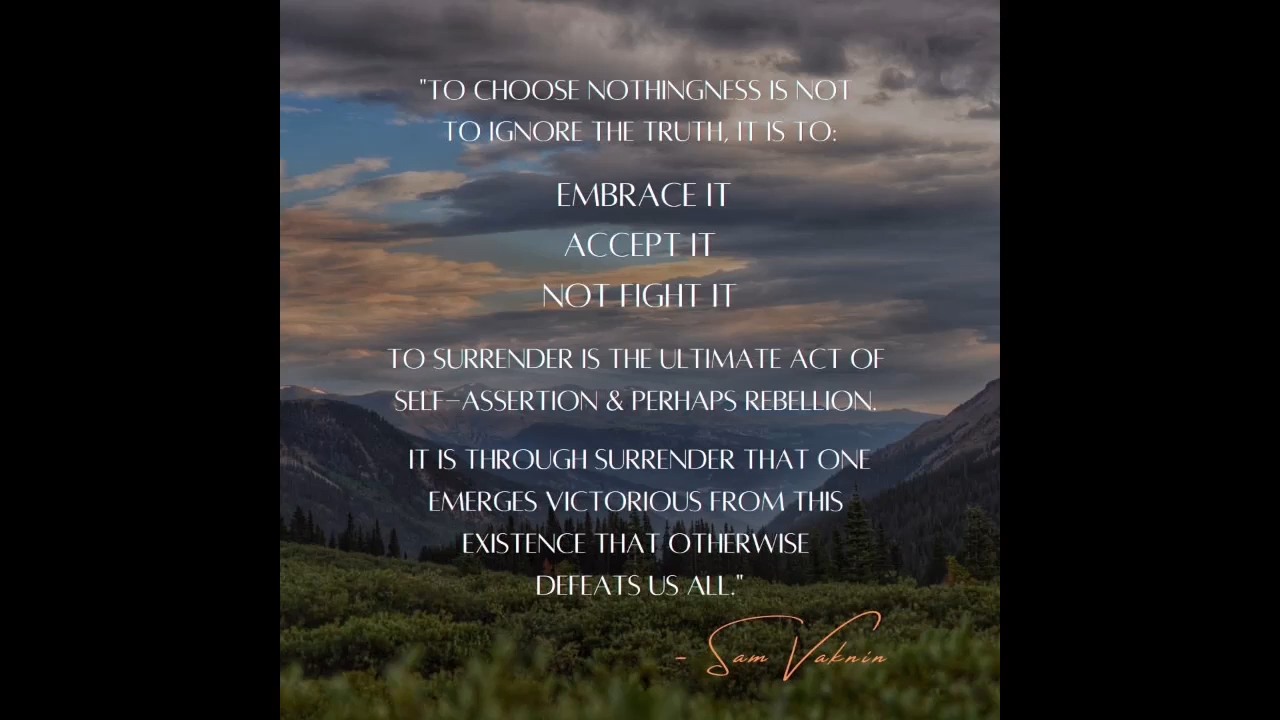 "TO CHOOSE NOTHINGNESS IS NOT
TO IGNORE THE TRUTH, IT IS TO:
EMBRACE IT
ACCEPT IT
NOT FIGHT IT
TO SURRENDER IS THE ULTIMATE ACT OF
SELF-ASSERTION & PERHAPS REBELLION.
IT IS THROUGH SURRENDER THAT ONE
EMERGES VICTORIOUS FROM THIS
EXISTENCE THAT OTHERWISE
DEFEATS US ALL."
- Sam Vaknin